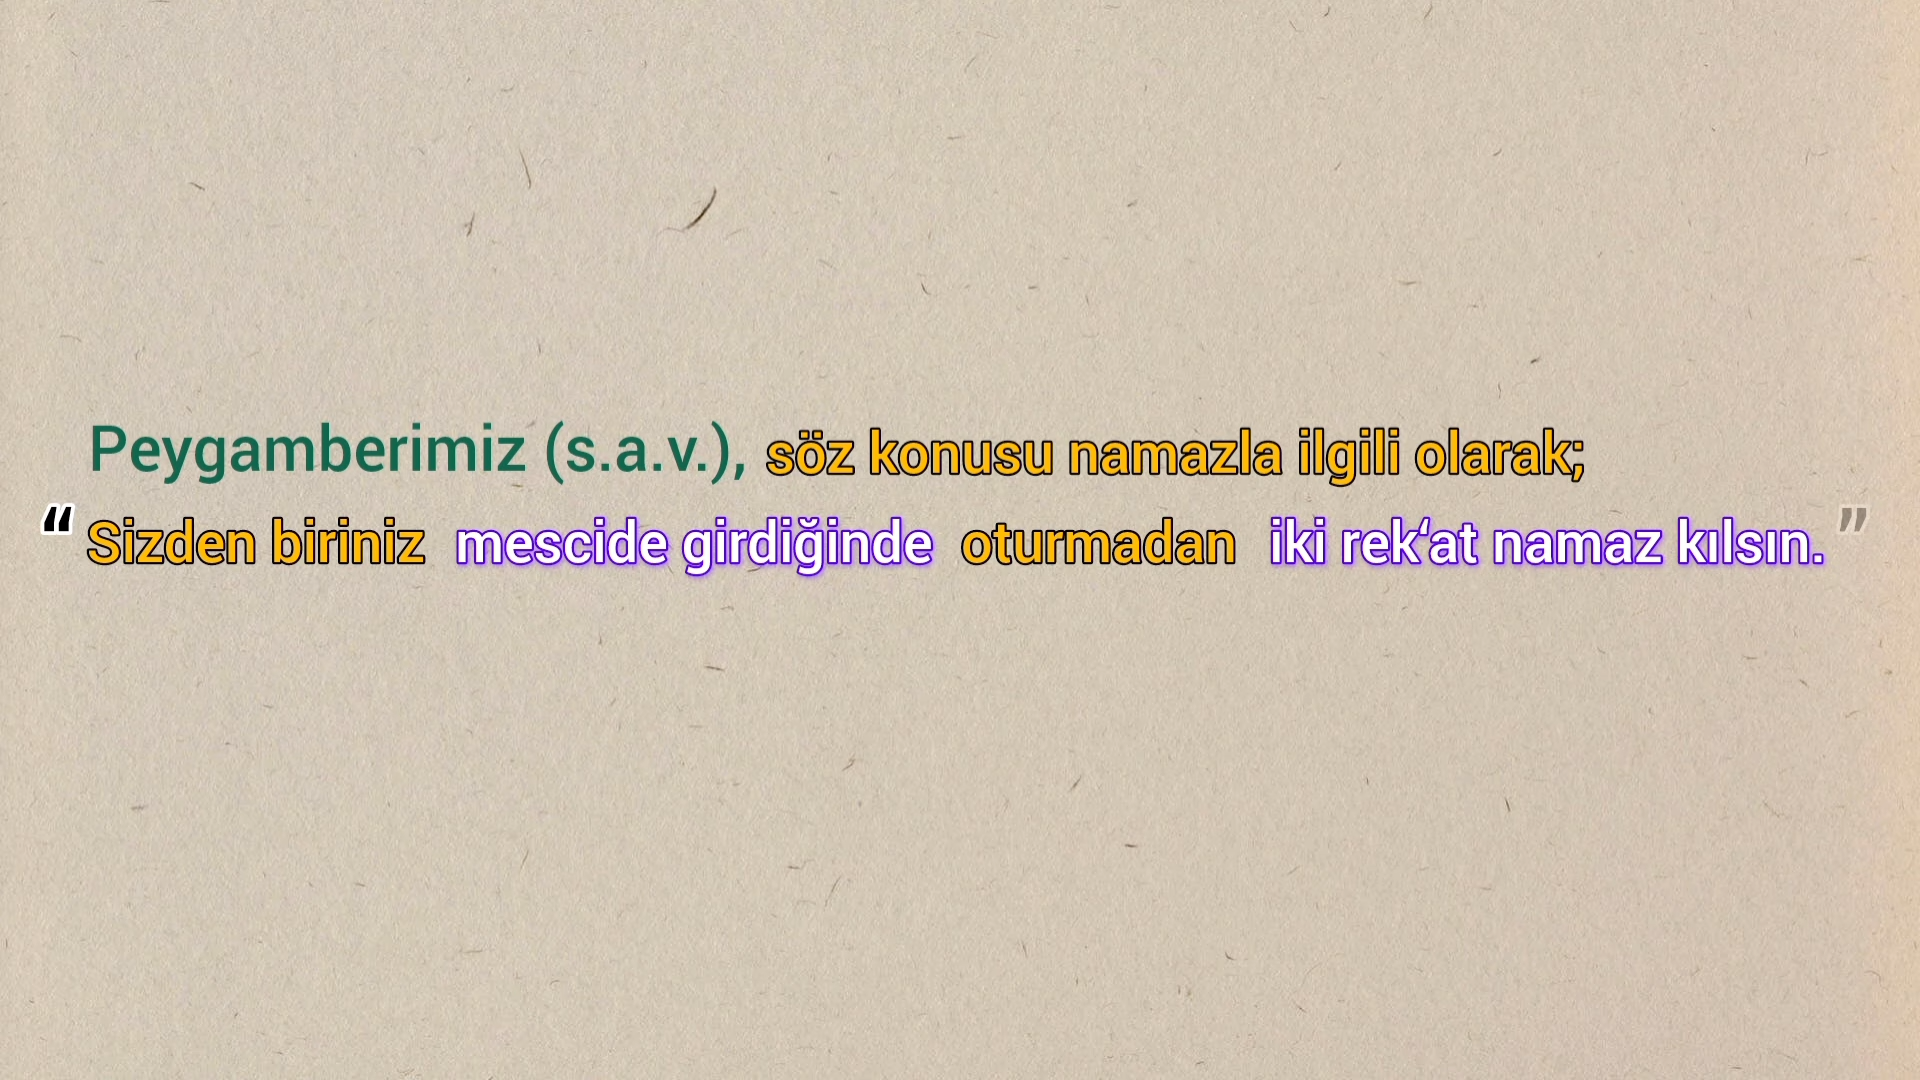 Peygamberimiz (s.a.v.), söz konusu namazla ilgili olarak;
“Sizden biriniz mescide girdiğinde oturmadan iki rek‘at namaz kılsın.”